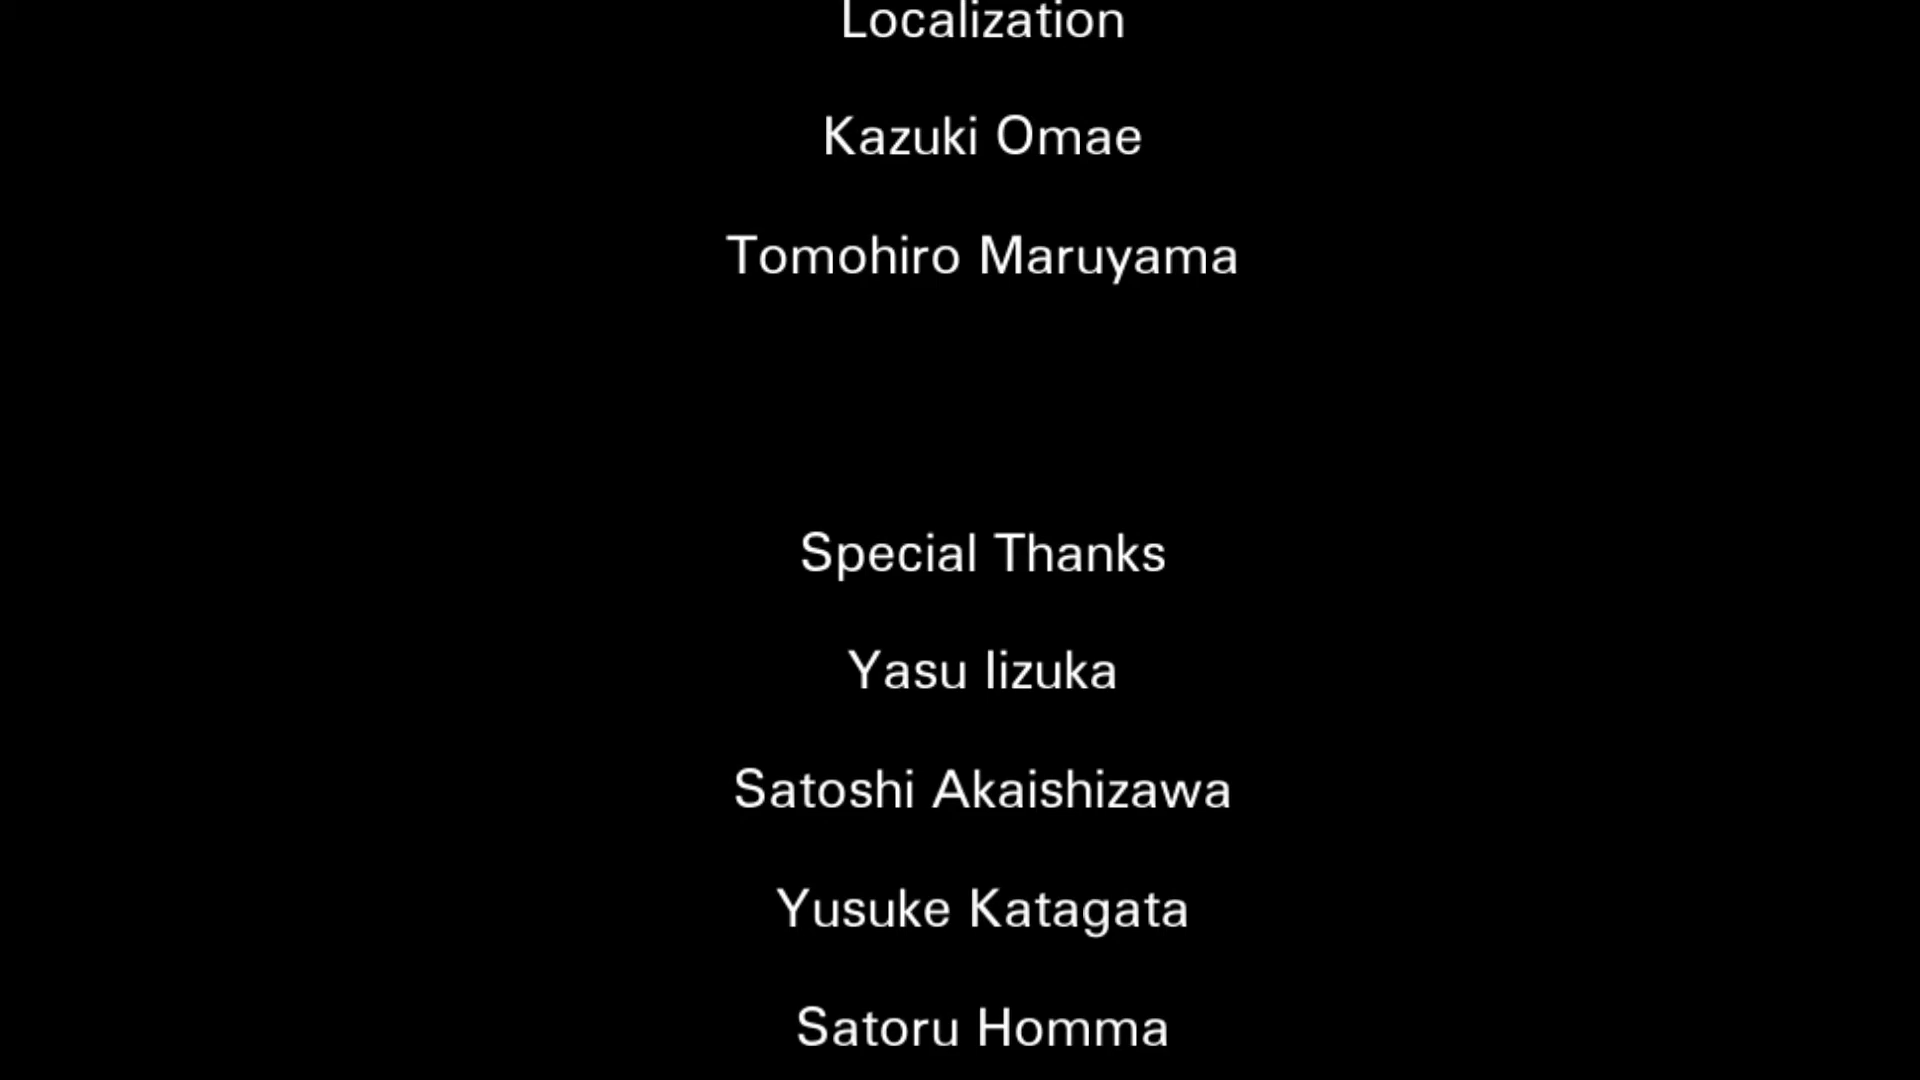 Localization
Kazuki Omae
Tomohiro Maruyama
Special Thanks
Yasu Iizuka
Satoshi Akaishizawa
Yusuke Katagata
Satoru Homma